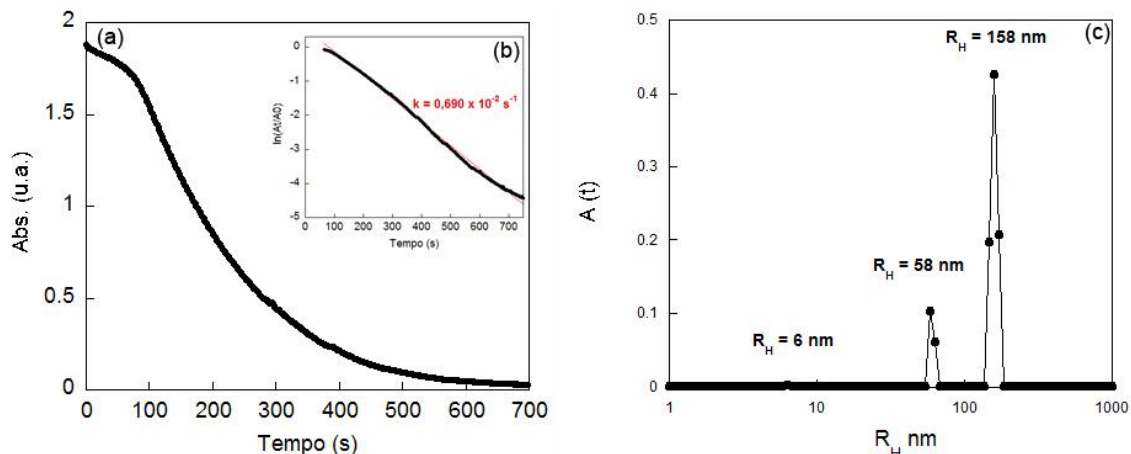 (a)
2
1.5
1
0.5
0
Abs. (u.a.)
0 100 200 300 400 500 600 700
Tempo (s)
(b)
0
-1
-2
-3
-4
-5
ln(At/A0)
k = 0,690 x 10⁻² s⁻¹
100 200 300 400 500 600 700
Tempo (s)
(c)
0.5
0.4
0.3
0.2
0.1
0
A (t)
R_H = 158 nm
R_H = 58 nm
R_H = 6 nm
1 10 100 1000
R_H nm